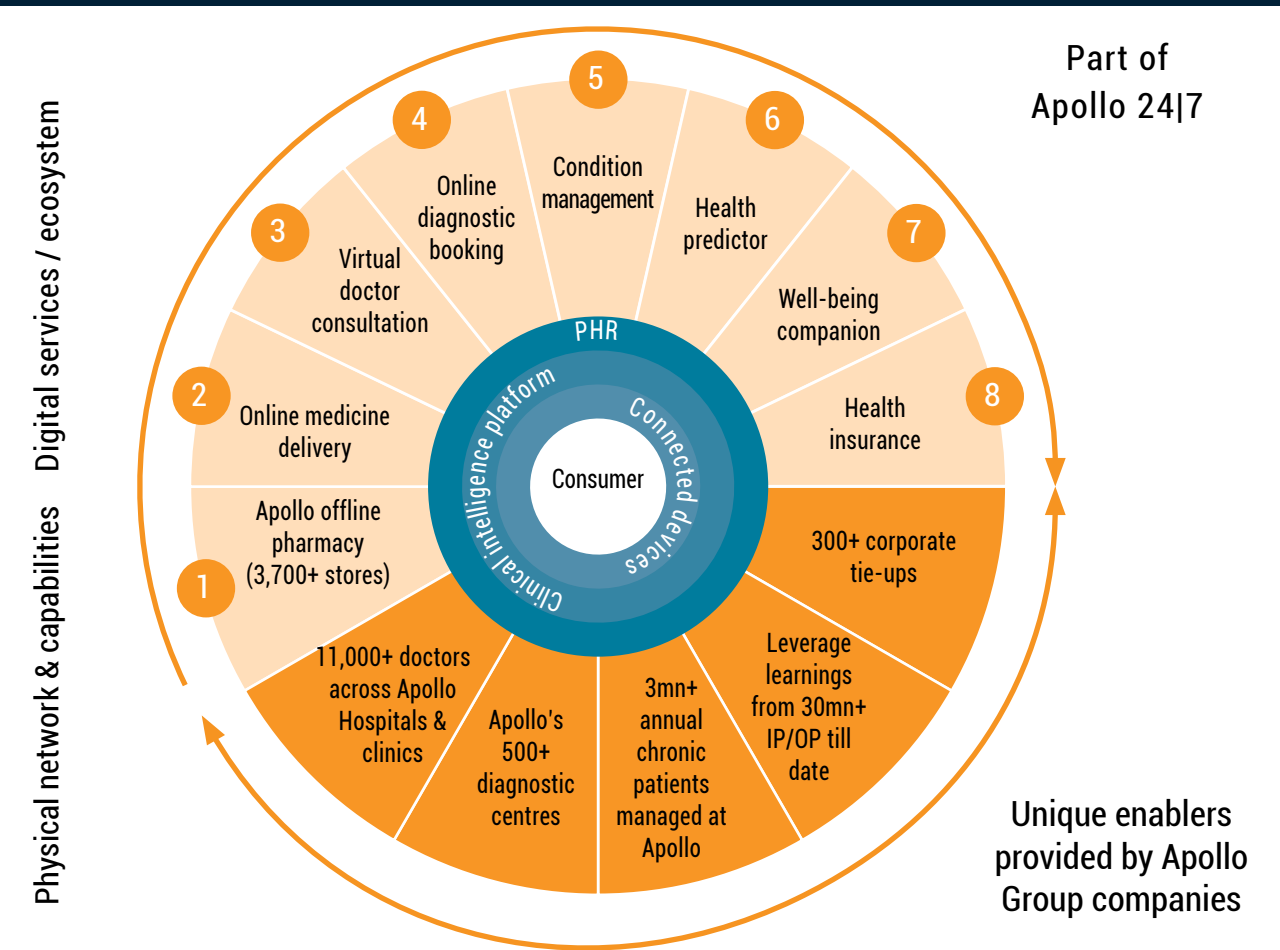 Part of
Apollo 24|7
Digital services / ecosystem
Physical network & capabilities
1
Apollo offline
pharmacy
(3,700+ stores)
2
Online medicine
delivery
3
Virtual
doctor
consultation
4
Online
diagnostic
booking
5
Condition
management
6
Health
predictor
7
Well-being
companion
8
Health
insurance
PHR
Clinical intelligence platform
Connected devices
Consumer
300+ corporate
tie-ups
Leverage
learnings
from 30mn+
IP/OP till
date
3mn+
annual
chronic
patients
managed at
Apollo
Apollo's
500+
diagnostic
centres
11,000+ doctors
across Apollo
Hospitals &
clinics
Unique enablers
provided by Apollo
Group companies